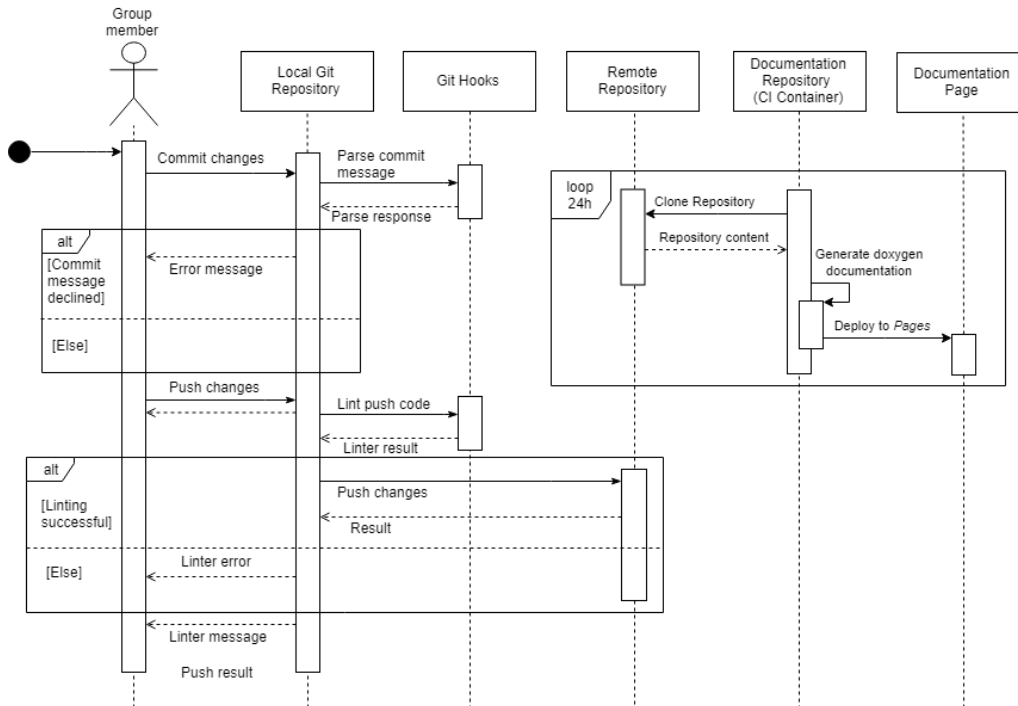 Group
member
Local Git
Repository
Git Hooks
Remote
Repository
Documentation
Repository
(CI Container)
Documentation
Page
Commit changes
Parse commit
message
Parse response
loop
24h
Clone Repository
Repository content
Generate doxygen
documentation
Deploy to Pages
alt
[Commit
message
declined]
Error message
[Else]
Push changes
Lint push code
Linter result
alt
[Linting
successful]
Push changes
Result
[Else]
Linter error
Linter message
Push result